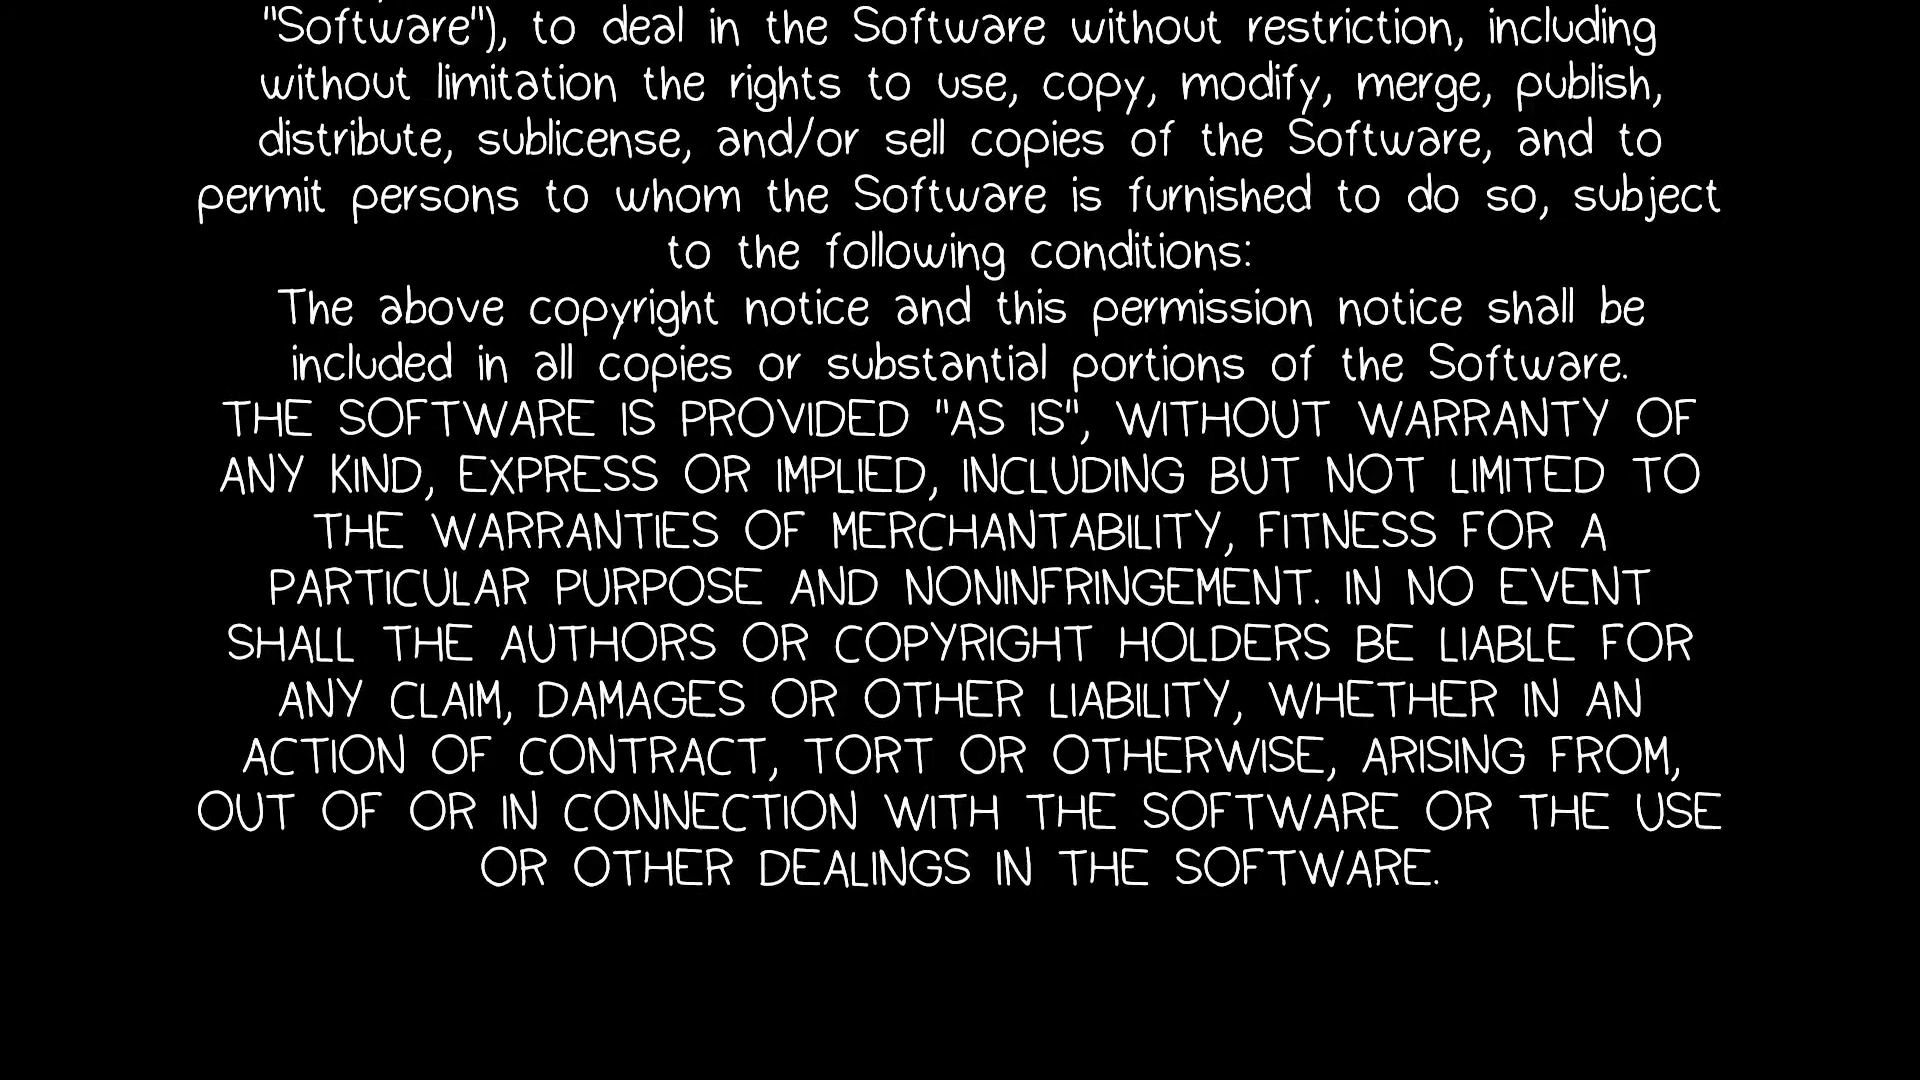 "Software"), to deal in the Software without restriction, including
without limitation the rights to use, copy, modify, merge, publish,
distribute, sublicense, and/or sell copies of the Software, and to
permit persons to whom the Software is furnished to do so, subject
to the following conditions:
The above copyright notice and this permission notice shall be
included in all copies or substantial portions of the Software.
THE SOFTWARE IS PROVIDED "AS IS", WITHOUT WARRANTY OF
ANY KIND, EXPRESS OR IMPLIED, INCLUDING BUT NOT LIMITED TO
THE WARRANTIES OF MERCHANTABILITY, FITNESS FOR A
PARTICULAR PURPOSE AND NONINFRINGEMENT. IN NO EVENT
SHALL THE AUTHORS OR COPYRIGHT HOLDERS BE LIABLE FOR
ANY CLAIM, DAMAGES OR OTHER LIABILITY, WHETHER IN AN
ACTION OF CONTRACT, TORT OR OTHERWISE, ARISING FROM,
OUT OF OR IN CONNECTION WITH THE SOFTWARE OR THE USE
OR OTHER DEALINGS IN THE SOFTWARE.